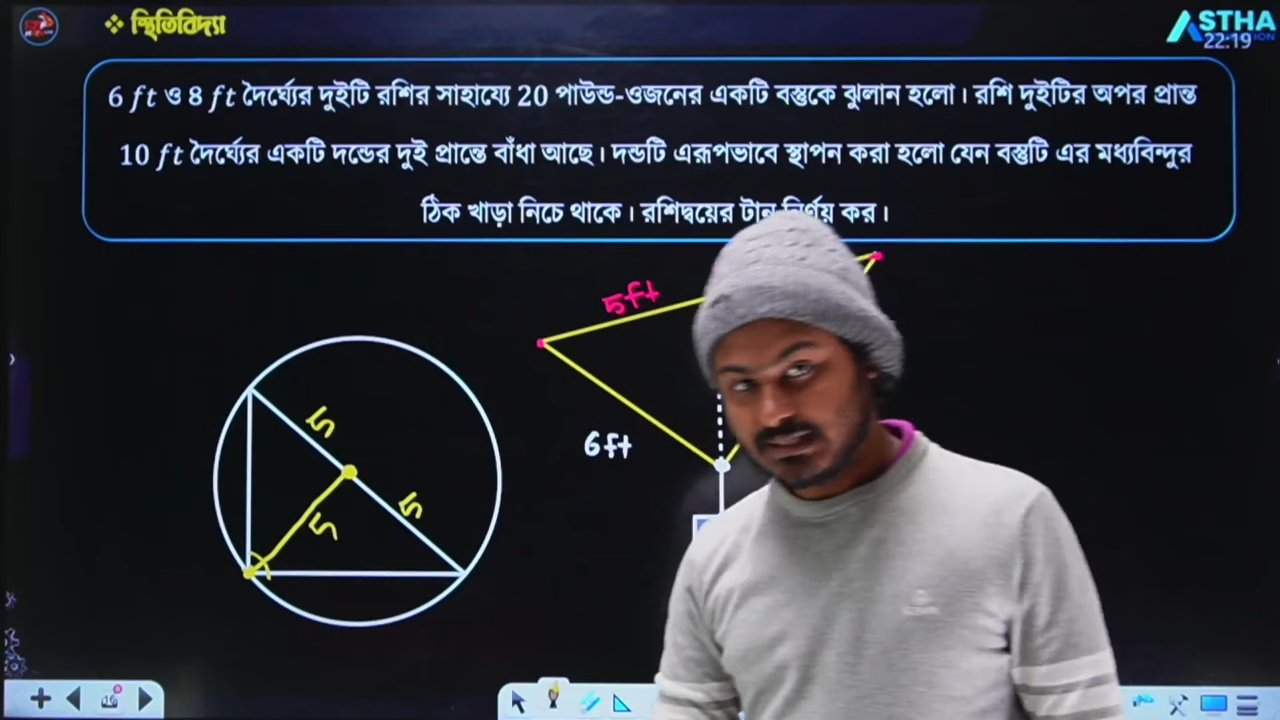 স্থিতিবিদ্যা
ASTHA
22:19
6 ft ও 8 ft দৈর্ঘ্যের দুইটি রশির সাহায্যে 20 পাউন্ড-ওজনের একটি বস্তুকে ঝুলান হলো। রশি দুইটির অপর প্রান্ত
10 ft দৈর্ঘ্যের একটি দন্ডের দুই প্রান্তে বাঁধা আছে। দন্ডটি এরূপভাবে স্থাপন করা হলো যেন বস্তুটি এর মধ্যবিন্দুর
ঠিক খাড়া নিচে থাকে। রশিদ্বয়ের টান নির্ণয় কর।
5ft
5
5
5
6ft